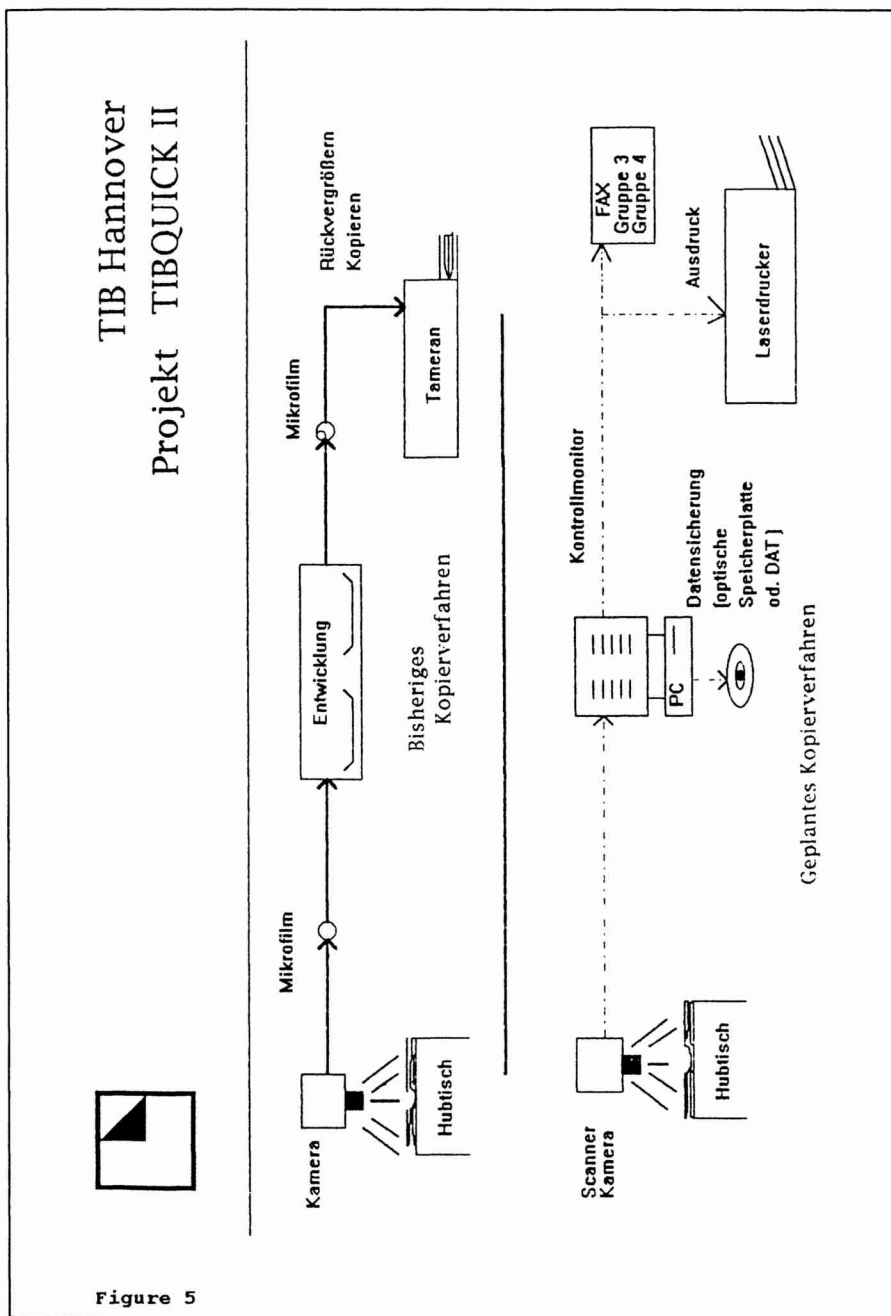 TIB Hannover
Projekt TIBQUICK II
Kamera
Hubtisch
Mikrofilm
Entwicklung
Mikrofilm
Rückvergrößern
Kopieren
Tameran
Bisheriges
Kopierverfahren
Scanner
Kamera
Hubtisch
PC
Kontrollmonitor
Datensicherung
(optische
Speicherplatte
od. DAT )
FAX
Gruppe 3
Gruppe 4
Ausdruck
Laserdrucker
Geplantes Kopierverfahren
Figure 5